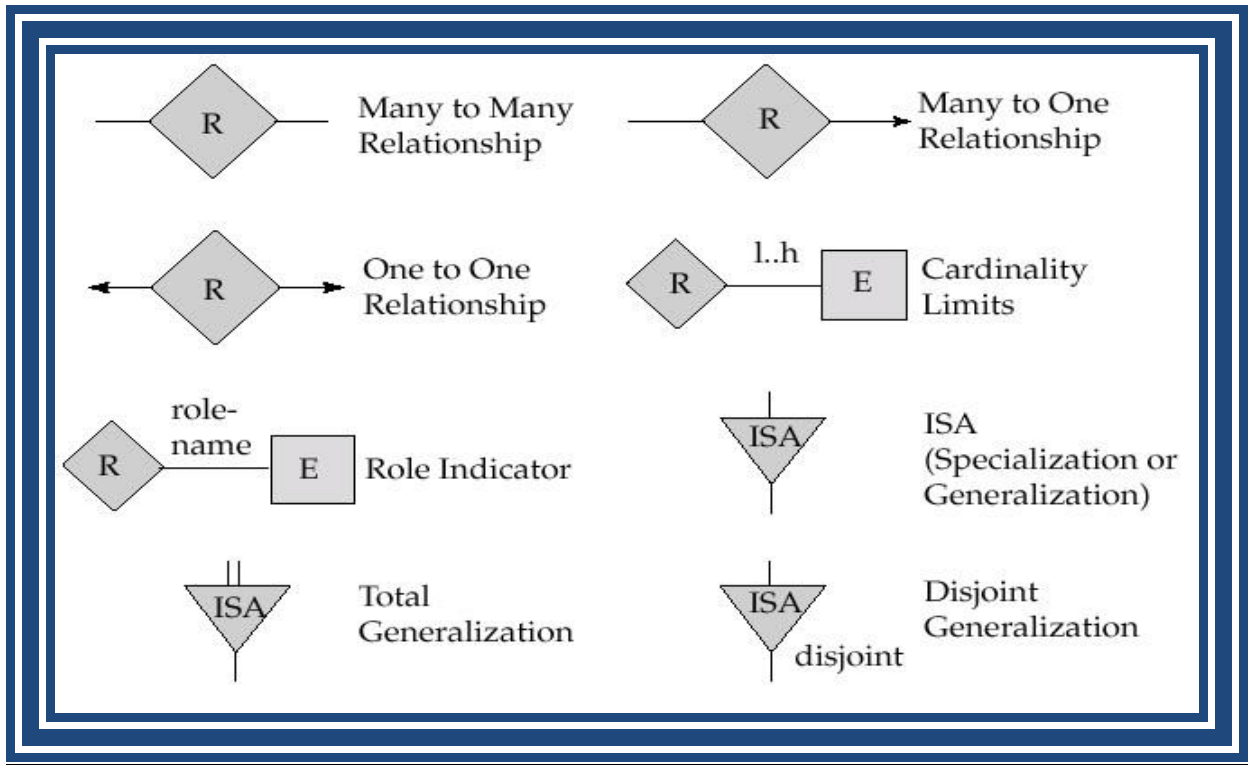 R
Many to Many
Relationship
R
Many to One
Relationship
R
One to One
Relationship
R
l..h
E
Cardinality
Limits
R
role-
name
E
Role Indicator
ISA
ISA
(Specialization or
Generalization)
ISA
Total
Generalization
ISA
disjoint
Disjoint
Generalization